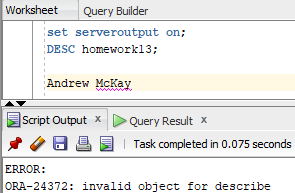 Worksheet Query Builder
set serveroutput on;
DESC homework13;
Andrew McKay
Script Output × Query Result ×
Task completed in 0.075 seconds
ERROR:
ORA-24372: invalid object for describe